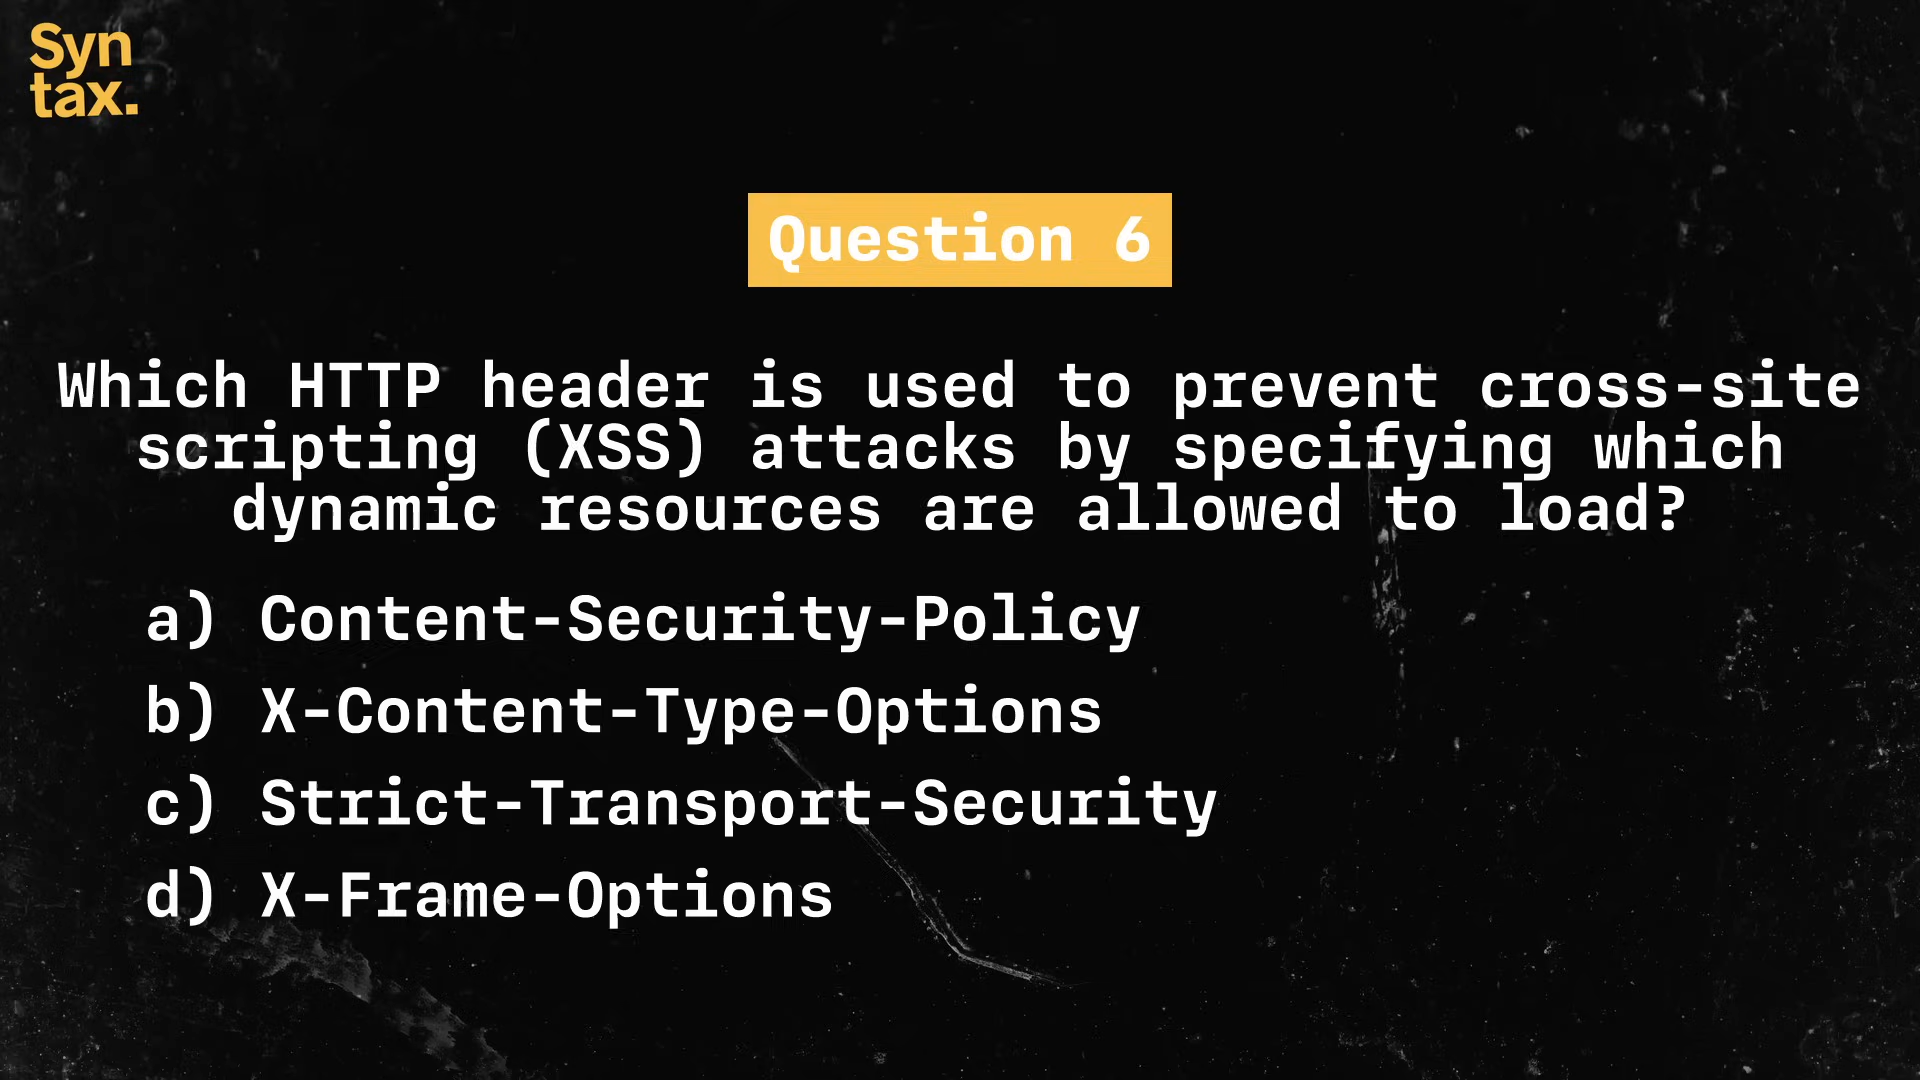 Syn
tax.
Question 6
Which HTTP header is used to prevent cross-site
scripting (XSS) attacks by specifying which
dynamic resources are allowed to load?
a) Content-Security-Policy
b) X-Content-Type-Options
c) Strict-Transport-Security
d) X-Frame-Options